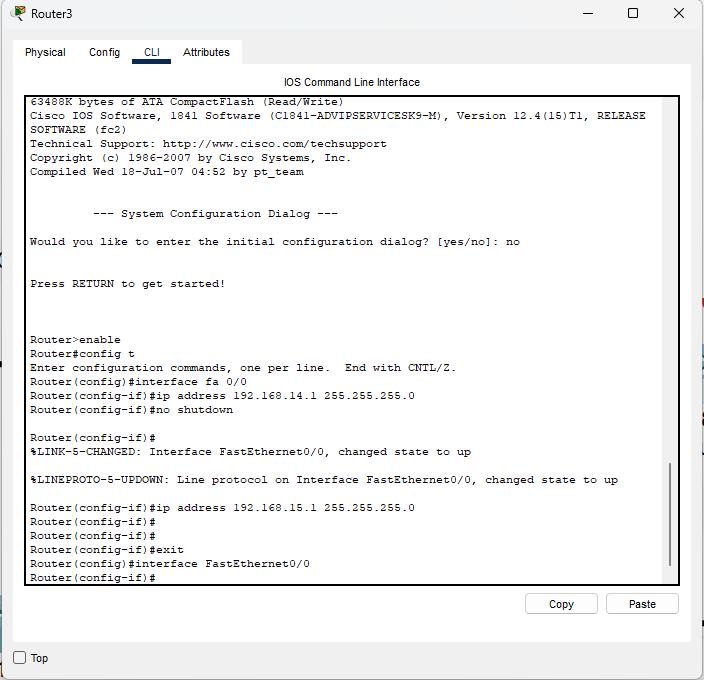 Router3
Physical Config CLI Attributes
IOS Command Line Interface
63488K bytes of ATA CompactFlash (Read/Write)
Cisco IOS Software, 1841 Software (C1841-ADVIPSERVICESK9-M), Version 12.4(15)T1, RELEASE
SOFTWARE (fc2)
Technical Support: http://www.cisco.com/techsupport
Copyright (c) 1986-2007 by Cisco Systems, Inc.
Compiled Wed 18-Jul-07 04:52 by pt_team
--- System Configuration Dialog ---
Would you like to enter the initial configuration dialog? [yes/no]: no
Press RETURN to get started!
Router>enable
Router#config t
Enter configuration commands, one per line.  End with CNTL/Z.
Router(config)#interface fa 0/0
Router(config-if)#ip address 192.168.14.1 255.255.255.0
Router(config-if)#no shutdown
Router(config-if)#
%LINK-5-CHANGED: Interface FastEthernet0/0, changed state to up
%LINEPROTO-5-UPDOWN: Line protocol on Interface FastEthernet0/0, changed state to up
Router(config-if)#ip address 192.168.15.1 255.255.255.0
Router(config-if)#
Router(config-if)#
Router(config-if)#exit
Router(config)#interface FastEthernet0/0
Router(config-if)#
Copy Paste
Top